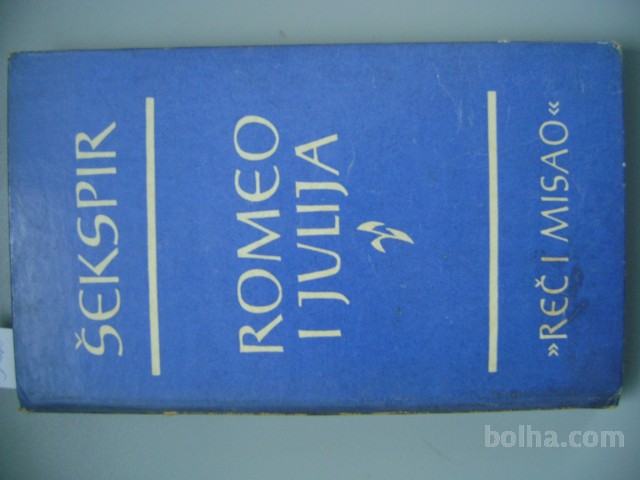 ŠEKSPIR
ROMEO
I JULIJA
»REČ I MISAO«
bolha.com